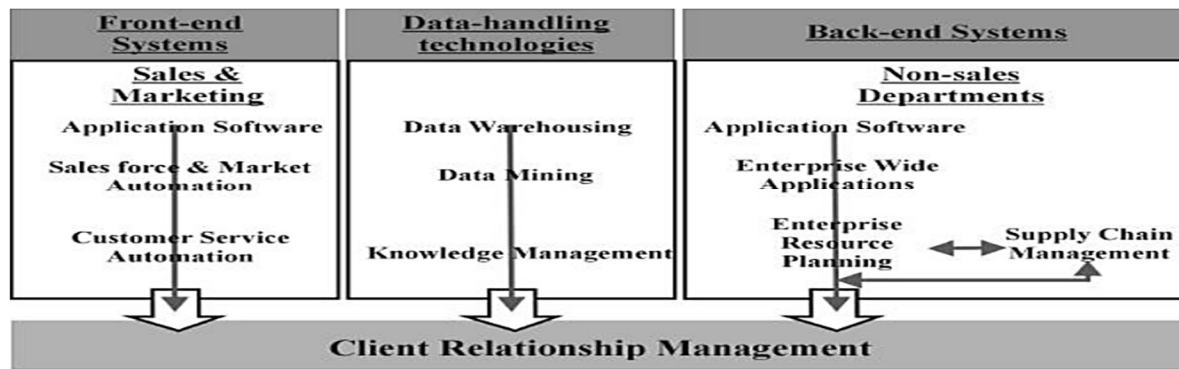 Front-end
Systems
Sales &
Marketing
Application Software
Sales force & Market
Automation
Customer Service
Automation
Data-handling
technologies
Data Warehousing
Data Mining
Knowledge Management
Back-end Systems
Non-sales
Departments
Application Software
Enterprise Wide
Applications
Enterprise
Resource
Planning
Supply Chain
Management
Client Relationship Management